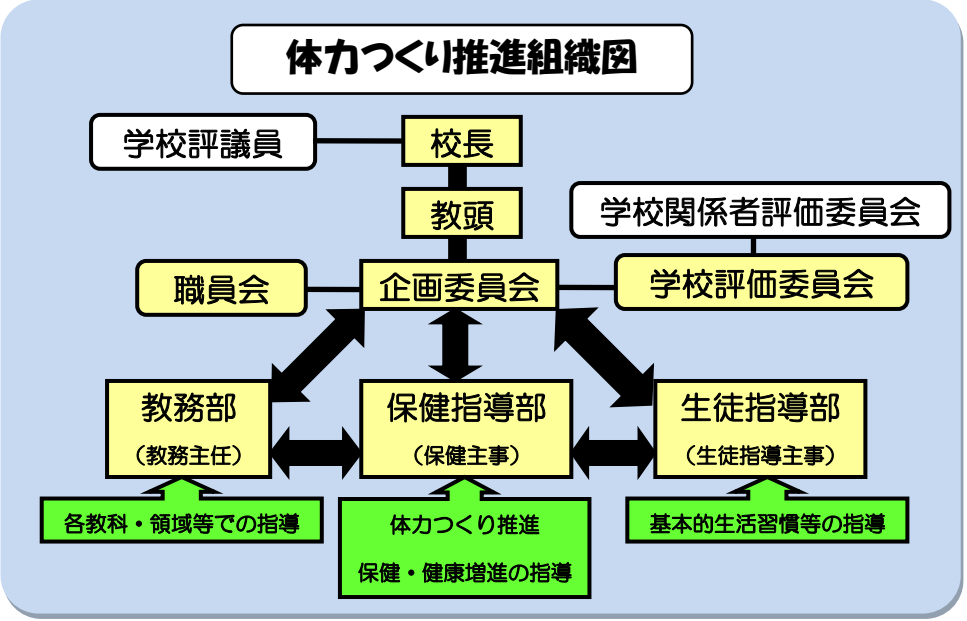 体力つくり推進組織図
学校評議員
校長
教頭
学校関係者評価委員会
職員会
企画委員会
学校評価委員会
教務部
（教務主任）
保健指導部
（保健主事）
生徒指導部
（生徒指導主事）
各教科・領域等での指導
体力つくり推進
保健・健康増進の指導
基本的生活習慣等の指導